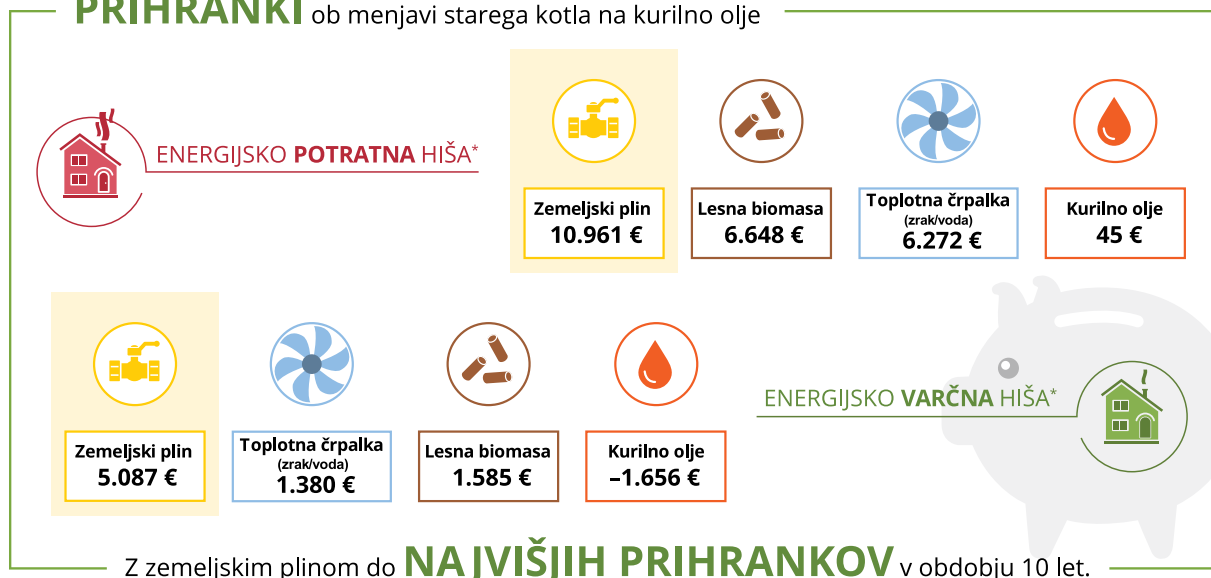 PRIHRANKI ob menjavi starega kotla na kurilno olje
ENERGIJSKO POTRATNA HIŠA*
Zemeljski plin
10.961 €
Lesna biomasa
6.648 €
Toplotna črpalka
(zrak/voda)
6.272 €
Kurilno olje
45 €
Zemeljski plin
5.087 €
Toplotna črpalka
(zrak/voda)
1.380 €
Lesna biomasa
1.585 €
Kurilno olje
–1.656 €
ENERGIJSKO VARČNA HIŠA*
Z zemeljskim plinom do NAJVIŠJIH PRIHRANKOV v obdobju 10 let.